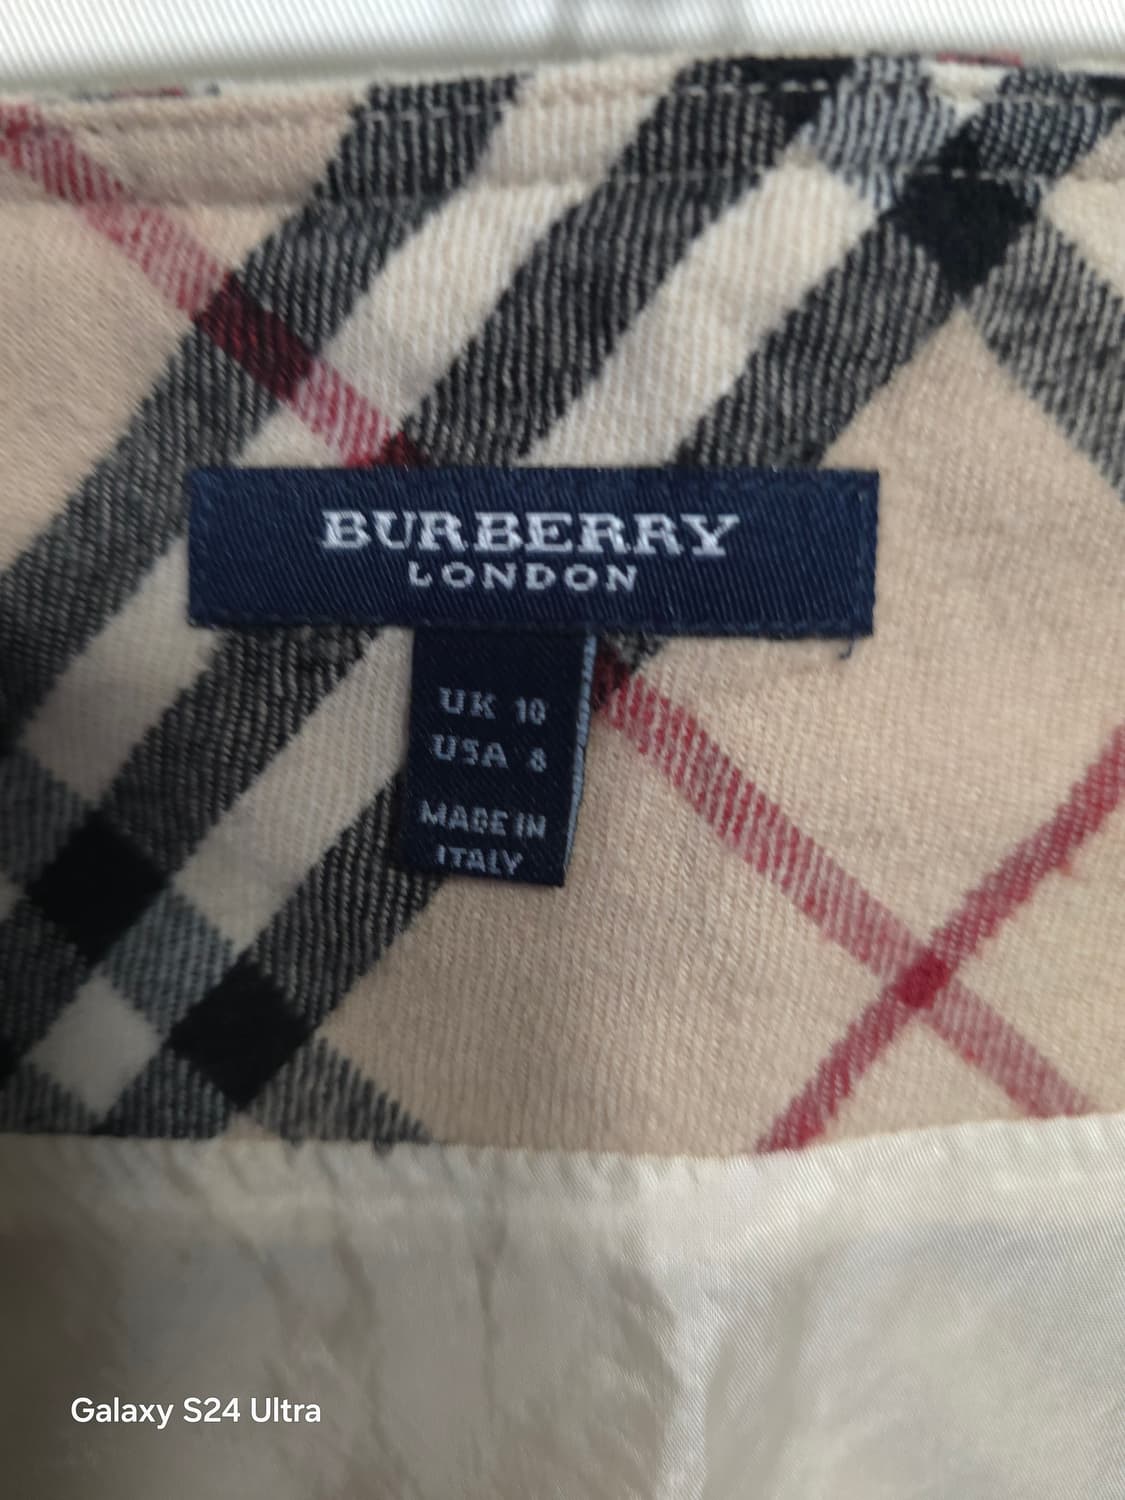 BURBERRY
LONDON
UK 10
USA 8
MADE IN
ITALY
Galaxy S24 Ultra